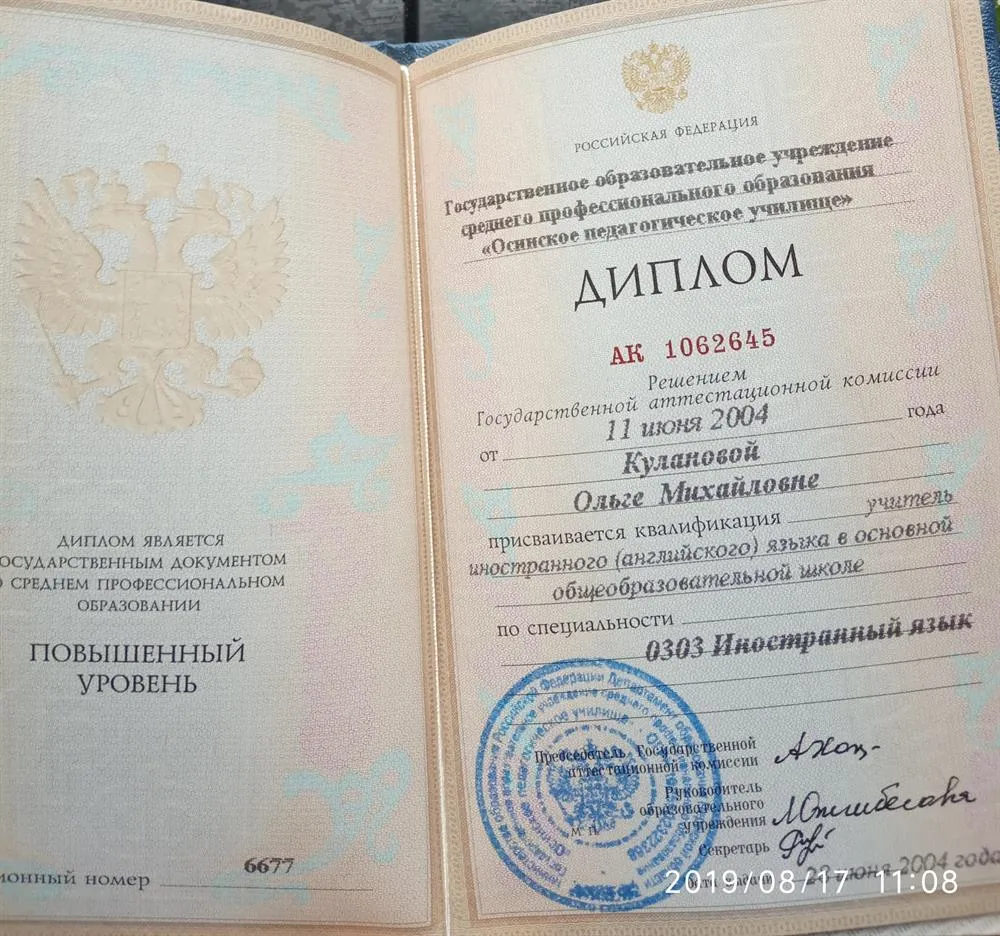 ДИПЛОМ ЯВЛЯЕТСЯ
ОСУДАРСТВЕННЫМ ДОКУМЕНТОМ
О СРЕДНЕМ ПРОФЕССИОНАЛЬНОМ
ОБРАЗОВАНИИ
ПОВЫШЕННЫЙ
УРОВЕНЬ
ионный номер 6677
РОССИЙСКАЯ ФЕДЕРАЦИЯ
Государственное образовательное учреждение
среднего профессионального образования
«Осинское педагогическое училище»
ДИПЛОМ
АК 1062645
Решением
Государственной аттестационной комиссии
от 11 июня 2004 года
Кулановой
Ольге Михайловне
присваивается квалификация учитель
иностранного (английского) языка в основной
общеобразовательной школе
по специальности
0303 Иностранный язык
Председатель Государственной
аттестационной комиссии
Руководитель
образовательного
учреждения
Секретарь
М П
июня 2004 года
2019/08/17 11:08